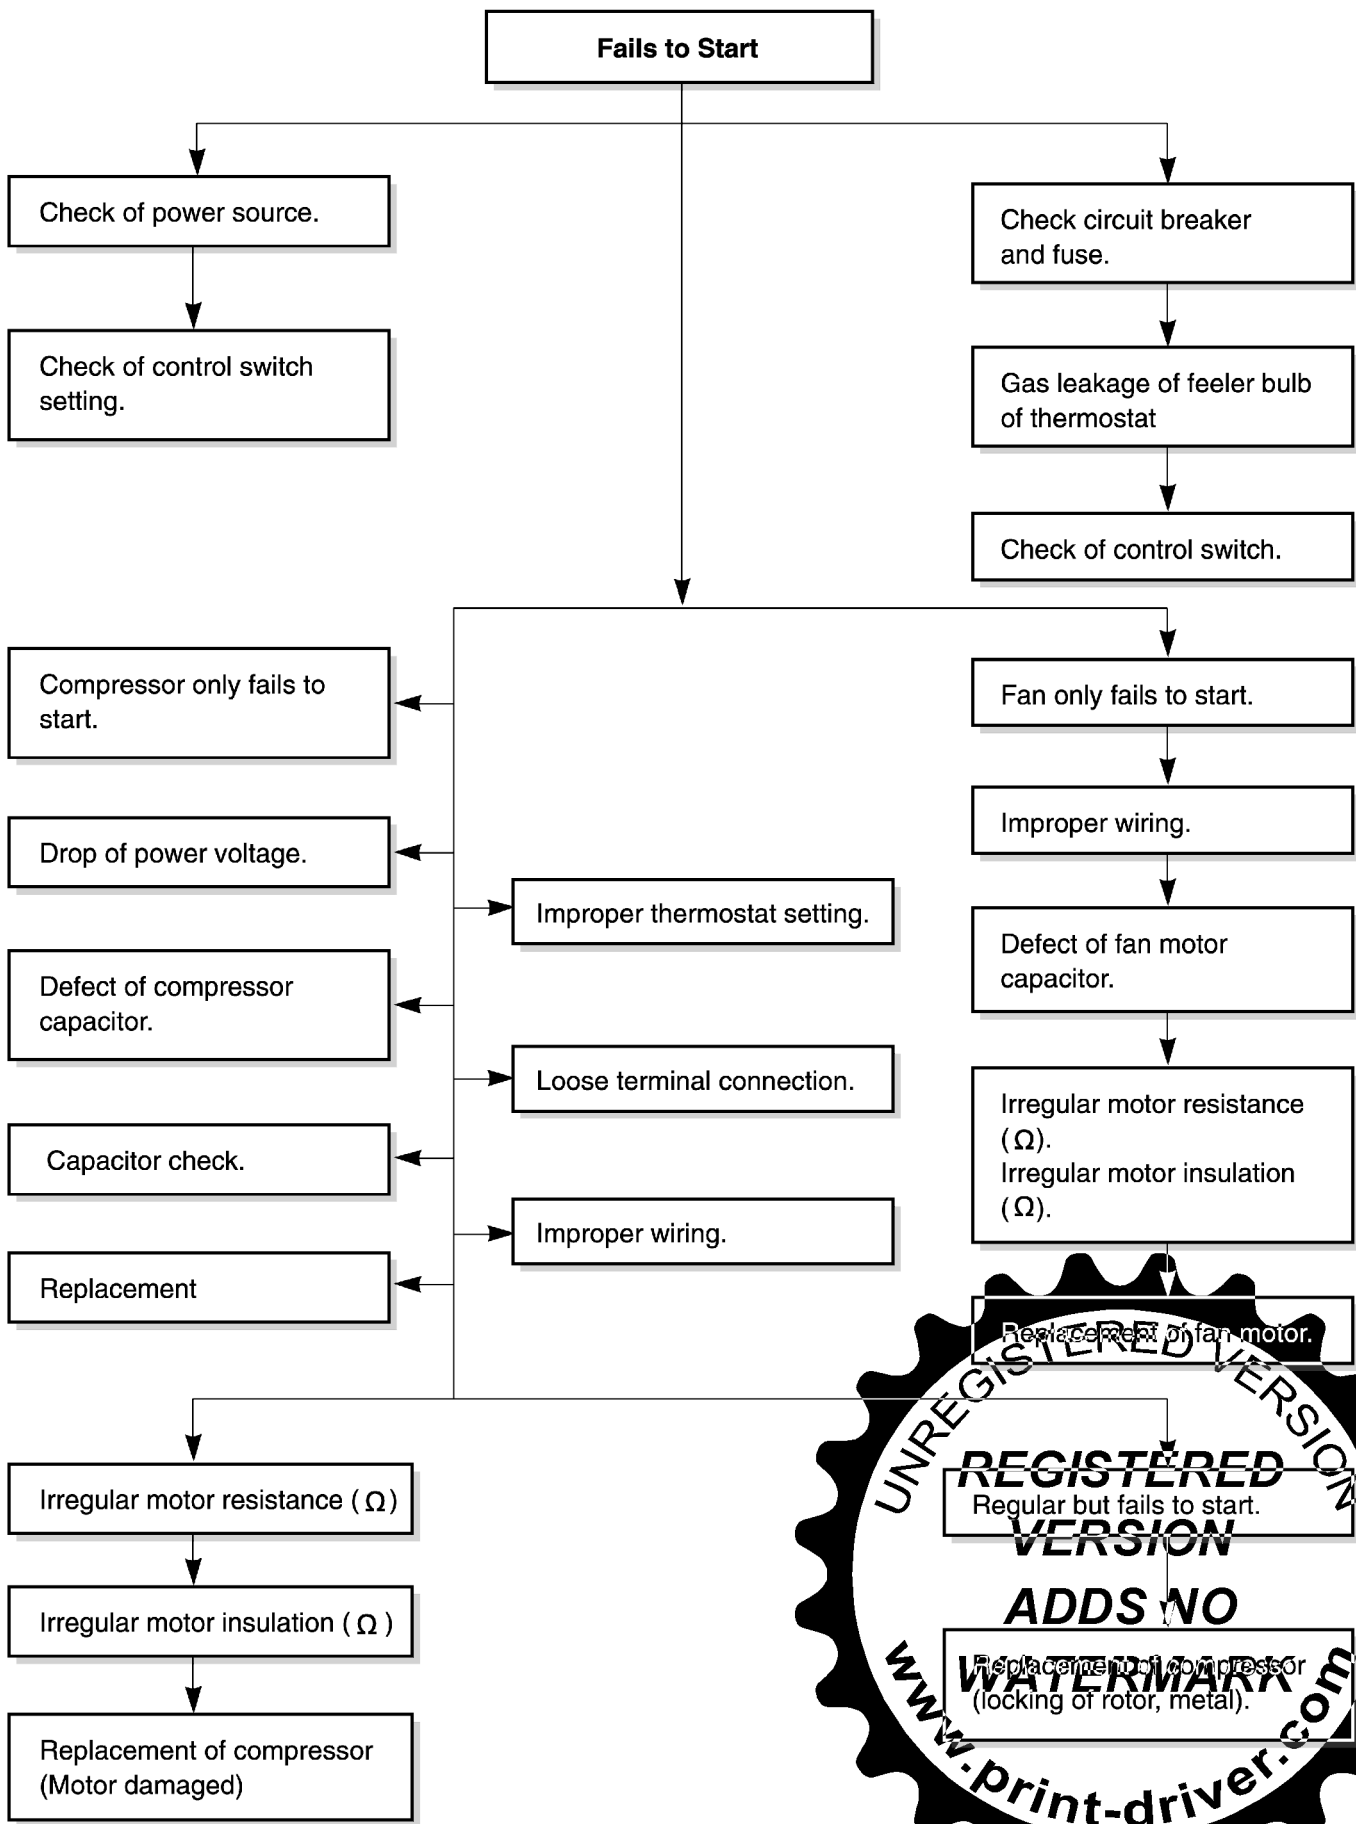 Fails to Start
Check of power source.
Check circuit breaker
and fuse.
Check of control switch
setting.
Gas leakage of feeler bulb
of thermostat
Check of control switch.
Compressor only fails to
start.
Fan only fails to start.
Drop of power voltage.
Improper wiring.
Improper thermostat setting.
Defect of fan motor
capacitor.
Defect of compressor
capacitor.
Loose terminal connection.
Irregular motor resistance
(Ω).
Irregular motor insulation
(Ω).
Capacitor check.
Improper wiring.
Replacement
Replacement of fan motor.
UNREGISTERED VERSION
REGISTERED
VERSION
ADDS NO
WATERMARK
www.print-driver.com
Irregular motor resistance (Ω)
Regular but fails to start.
Irregular motor insulation (Ω)
Replacement of compressor
(locking of rotor, metal).
Replacement of compressor
(Motor damaged)